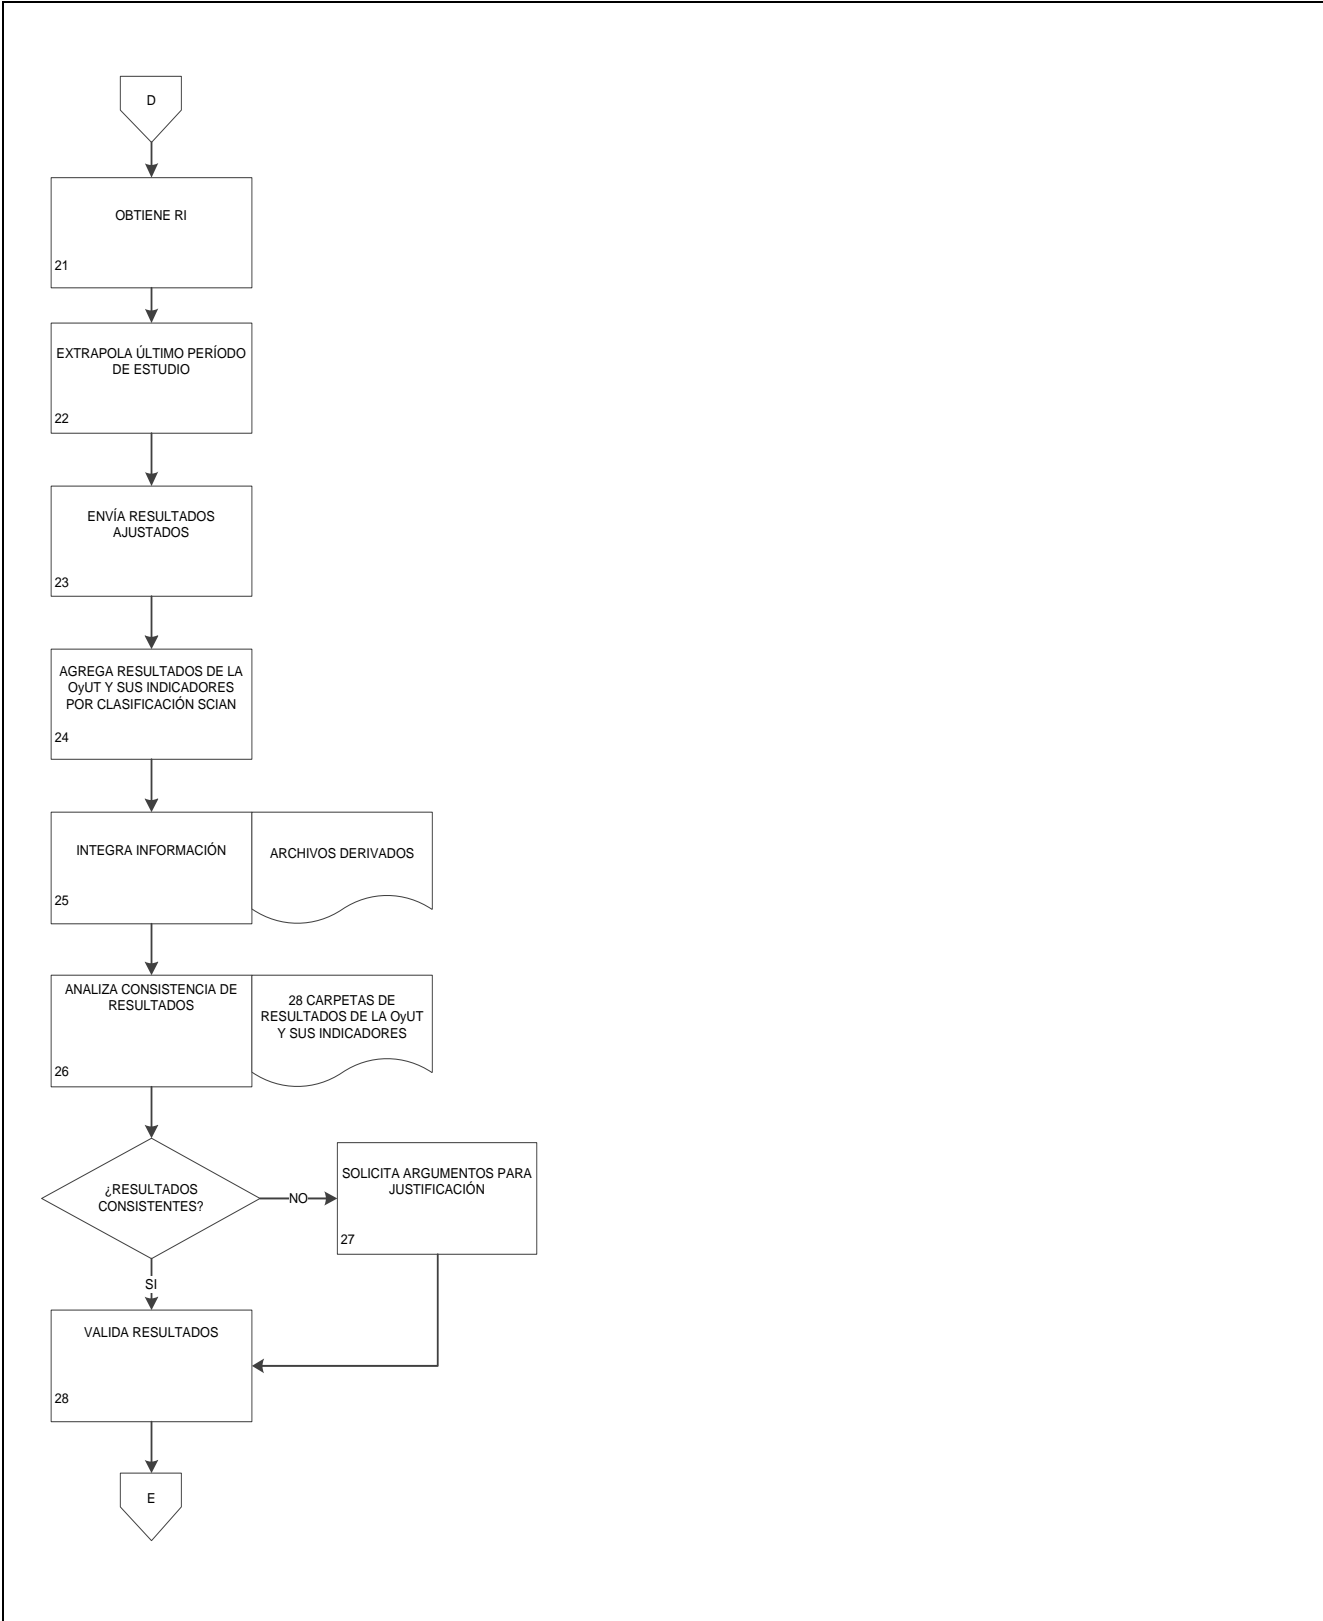 D
OBTIENE RI
21
EXTRAPOLA ÚLTIMO PERÍODO
DE ESTUDIO
22
ENVÍA RESULTADOS
AJUSTADOS
23
AGREGA RESULTADOS DE LA
OyUT Y SUS INDICADORES
POR CLASIFICACIÓN SCIAN
24
INTEGRA INFORMACIÓN
25
ARCHIVOS DERIVADOS
ANALIZA CONSISTENCIA DE
RESULTADOS
26
28 CARPETAS DE
RESULTADOS DE LA OyUT
Y SUS INDICADORES
¿RESULTADOS
CONSISTENTES?
NO
SOLICITA ARGUMENTOS PARA
JUSTIFICACIÓN
27
SI
VALIDA RESULTADOS
28
E